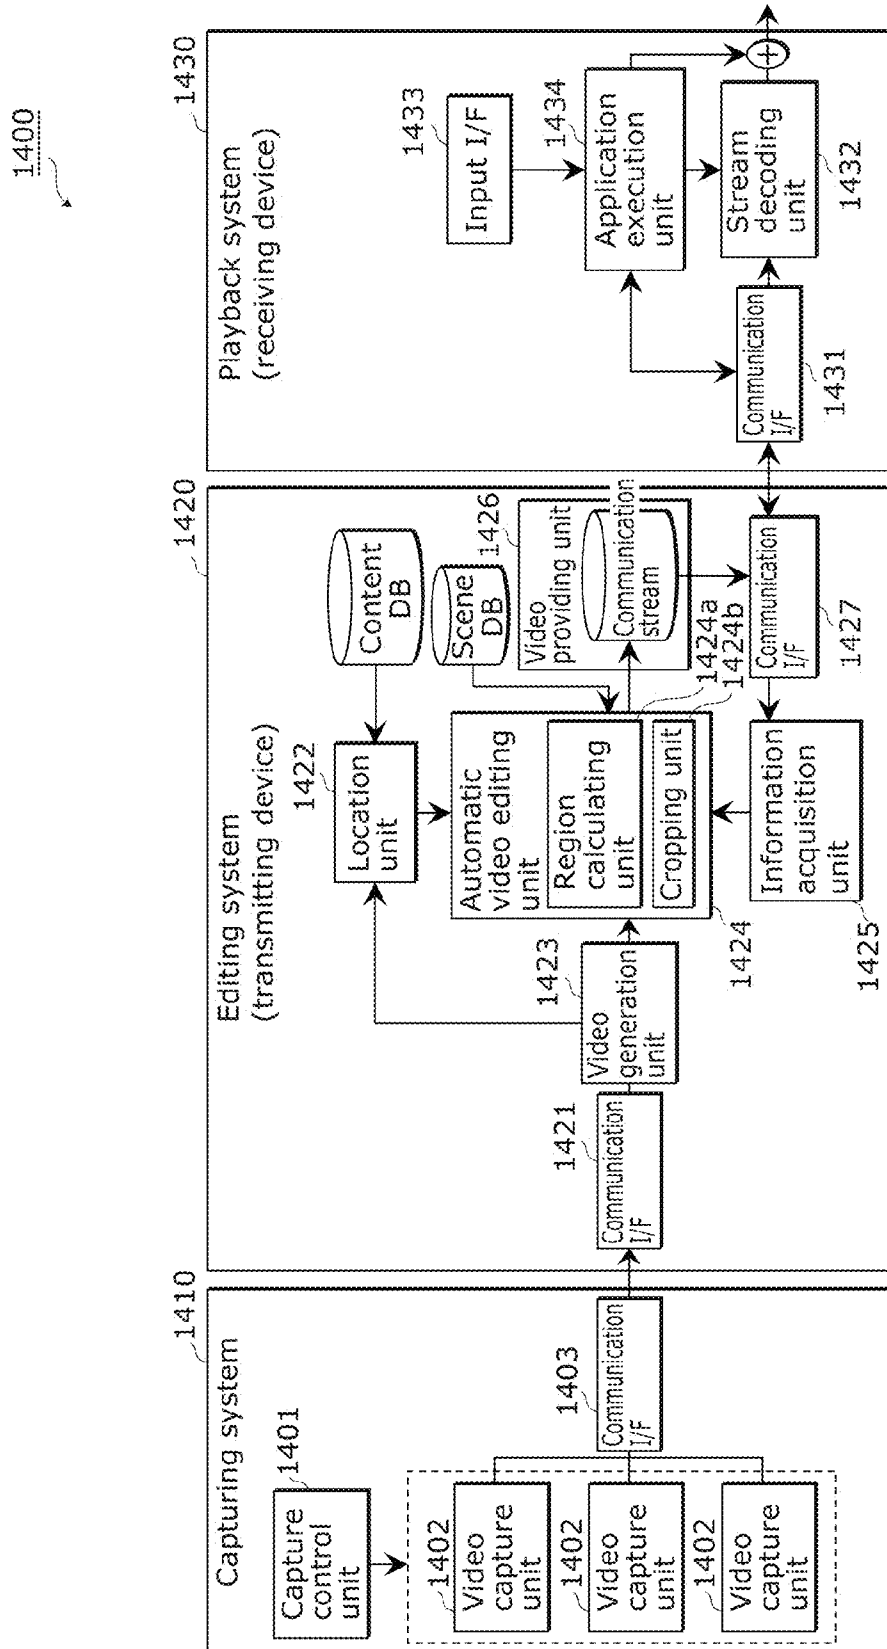 1400
1410
Capturing system
1401
Capture
control
unit
1402
Video
capture
unit
1402
Video
capture
unit
1402
Video
capture
unit
1403
Communication
I/F
1420
Editing system
(transmitting device)
1421
Communication
I/F
1423
Video
generation
unit
1422
Location
unit
Content
DB
Scene
DB
Automatic
video editing
unit
Region
calculating
unit
Cropping unit
1424
1424a
1424b
1426
Video
providing unit
Communication
stream
Information
acquisition
unit
1425
Communication
I/F
1427
1430
Playback system
(receiving device)
1433
Input I/F
1434
Application
execution
unit
Stream
decoding
unit
1432
Communication
I/F
1431
+